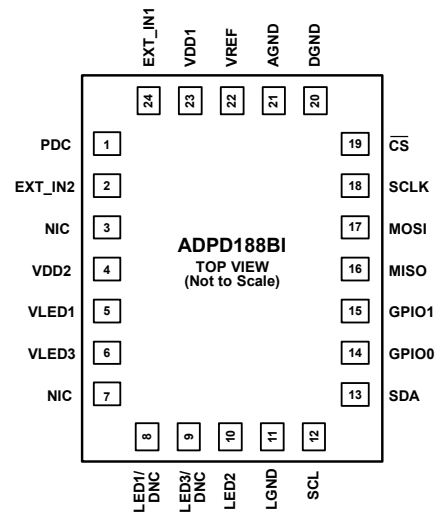 EXT_IN1
VDD1
VREF
AGND
DGND
24
23
22
21
20
PDC 1
EXT_IN2 2
NIC 3
VDD2 4
VLED1 5
VLED3 6
NIC 7
ADPD188BI
TOP VIEW
(Not to Scale)
19 CS
18 SCLK
17 MOSI
16 MISO
15 GPIO1
14 GPIO0
13 SDA
8
9
10
11
12
LED1/
DNC
LED3/
DNC
LED2
LGND
SCL